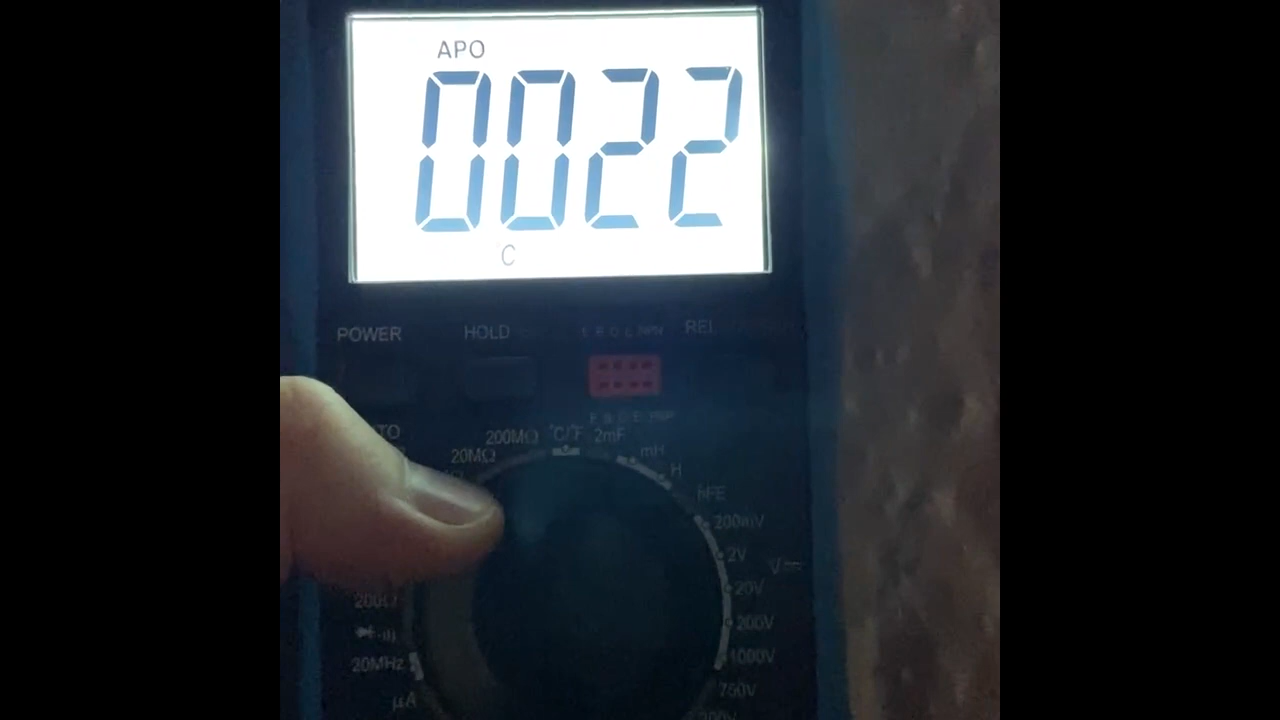 APO
0022
C
POWER
HOLD
REL
200MΩ
°C/°F
2mF
20MΩ
mH
H
hFE
200mV
2V
V
20V
200Ω
200V
20MHz
1000V
μA
750V